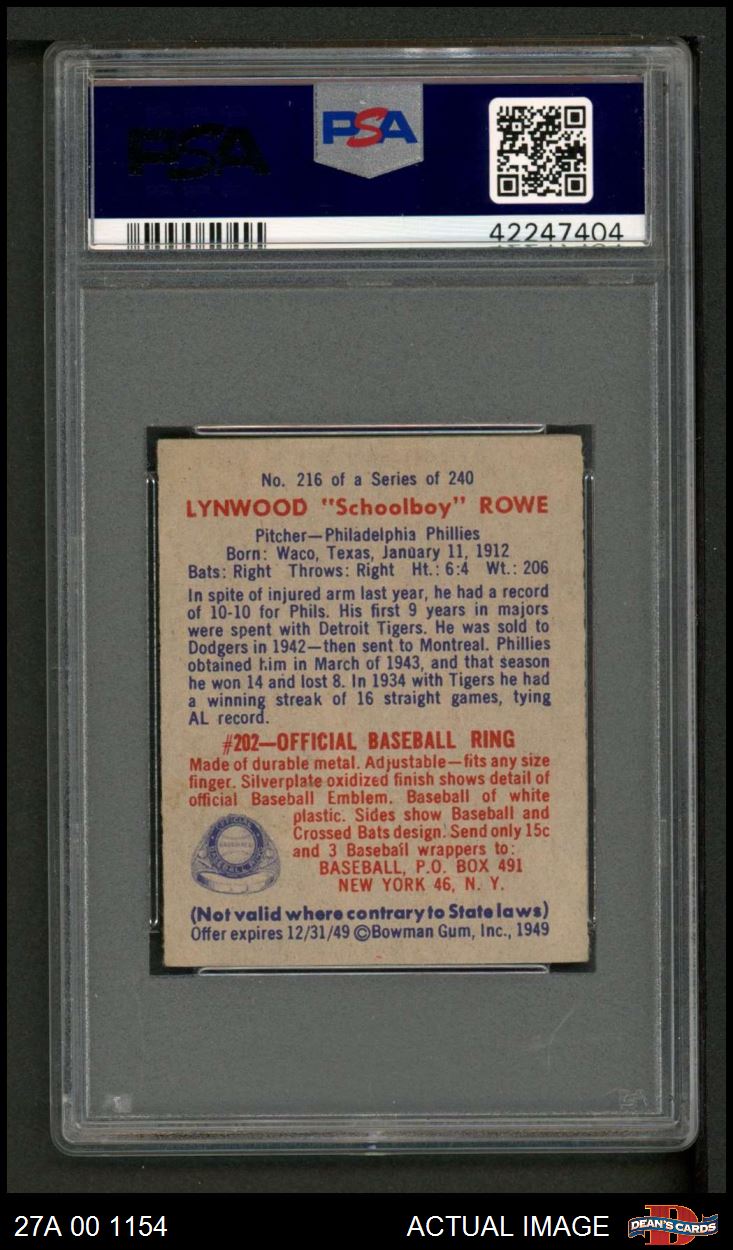 PSA
PSA
42247404
No. 216 of a Series of 240
LYNWOOD "Schoolboy" ROWE
Pitcher—Philadelphia Phillies
Born: Waco, Texas, January 11, 1912
Bats: Right Throws: Right Ht.: 6:4 Wt.: 206
In spite of injured arm last year, he had a record
of 10-10 for Phils. His first 9 years in majors
were spent with Detroit Tigers. He was sold to
Dodgers in 1942—then sent to Montreal. Phillies
obtained him in March of 1943, and that season
he won 14 and lost 8. In 1934 with Tigers he had
a winning streak of 16 straight games, tying
AL record.
#202—OFFICIAL BASEBALL RING
Made of durable metal. Adjustable—fits any size
finger. Silverplate oxidized finish shows detail of
official Baseball Emblem. Baseball of white
plastic. Sides show Baseball and
Crossed Bats design. Send only 15c
and 3 Baseball wrappers to:
BASEBALL, P.O. BOX 491
NEW YORK 46, N. Y.
(Not valid where contrary to State laws)
Offer expires 12/31/49 ©Bowman Gum, Inc., 1949
27A 00 1154
ACTUAL IMAGE
DEAN'S CARDS